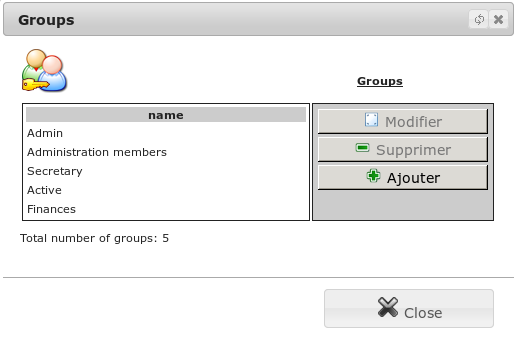 Groups
Groups
name
Admin
Administration members
Secretary
Active
Finances
Modifier
Supprimer
Ajouter
Total number of groups: 5
Close